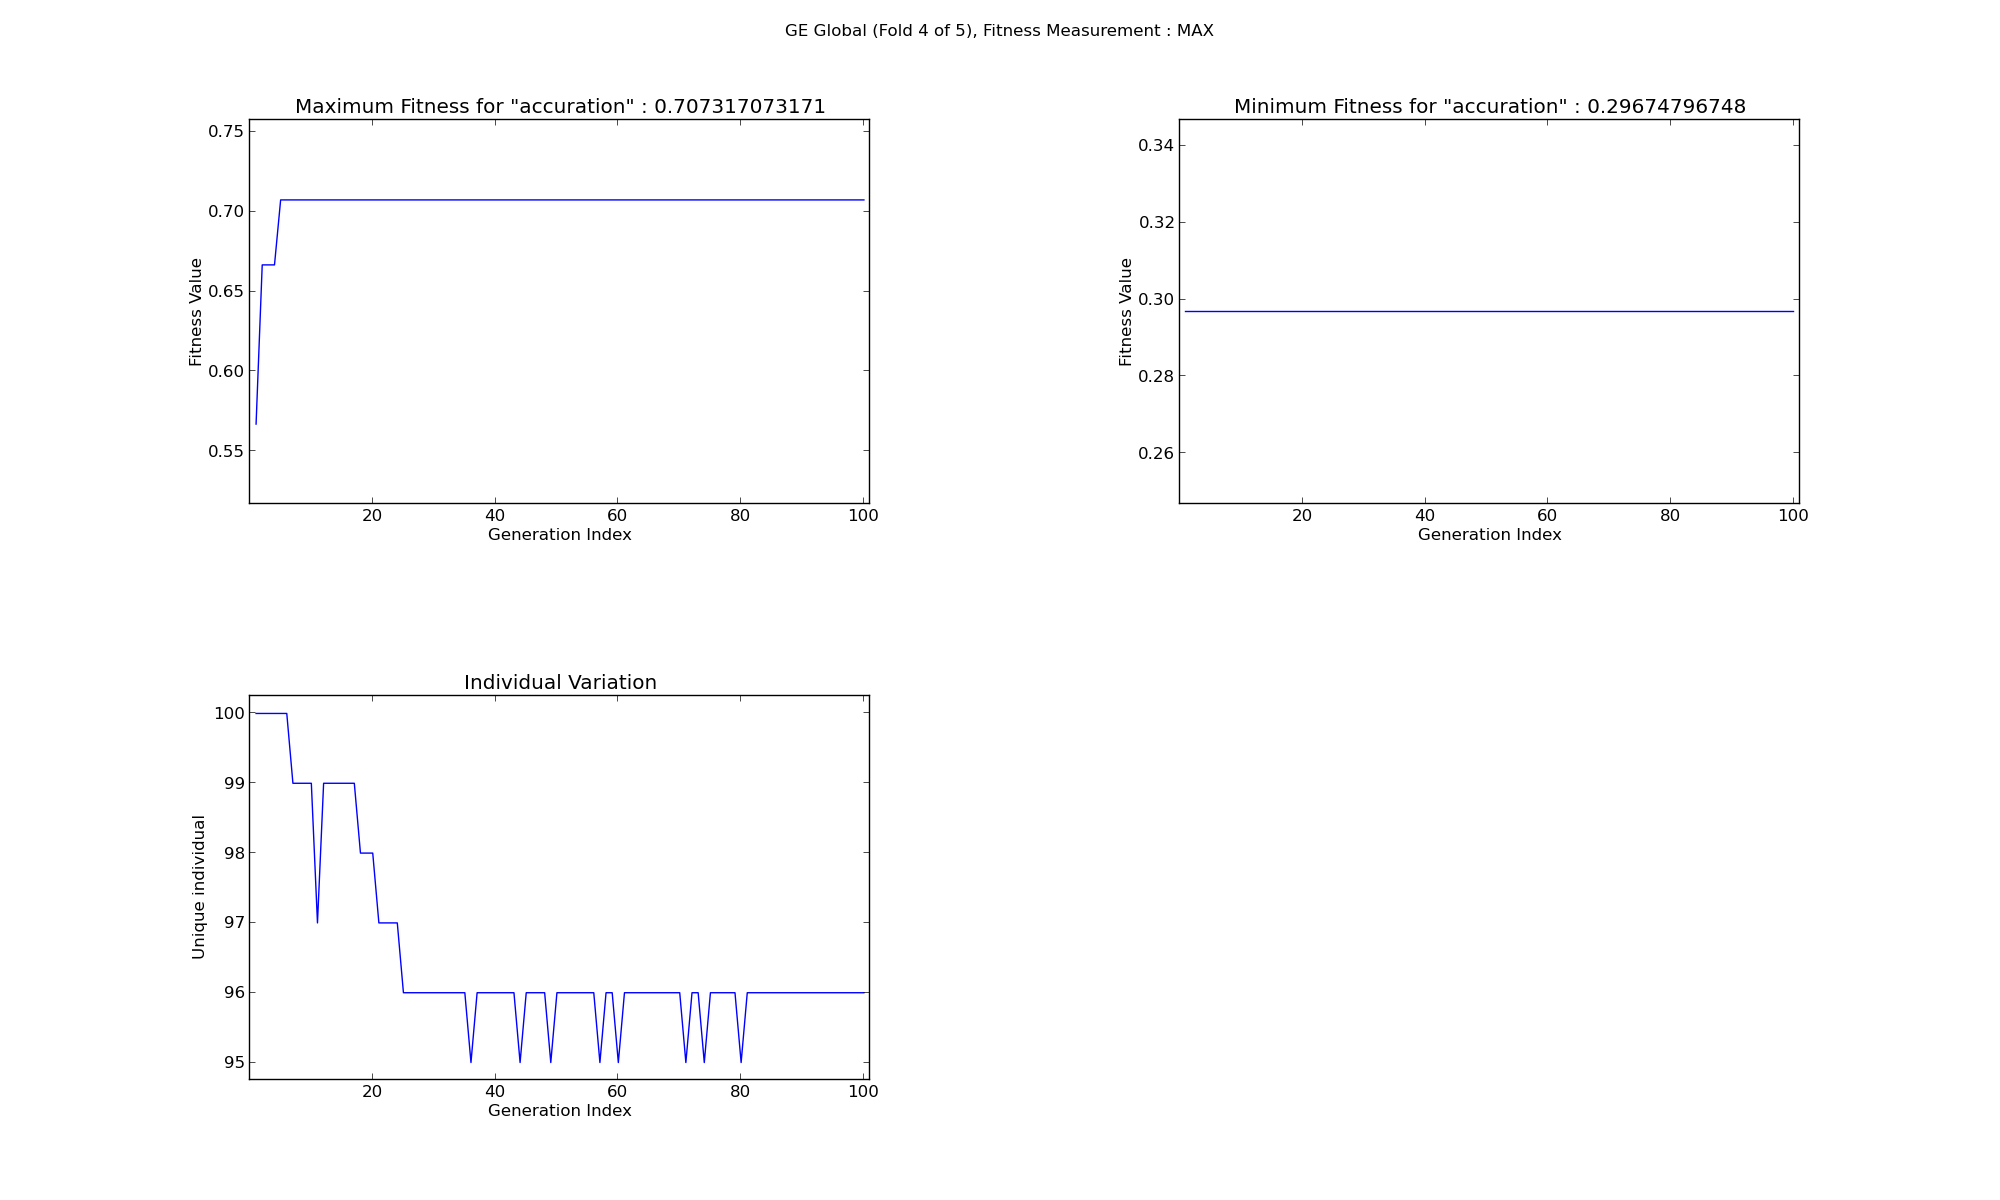 GE Global (Fold 4 of 5), Fitness Measurement : MAX
Maximum Fitness for "accuration" : 0.707317073171
0.75
0.70
0.65
0.60
0.55
Fitness Value
20 40 60 80 100
Generation Index
Minimum Fitness for "accuration" : 0.29674796748
0.34
0.32
0.30
0.28
0.26
Fitness Value
20 40 60 80 100
Generation Index
Individual Variation
100
99
98
97
96
95
Unique individual
20 40 60 80 100
Generation Index